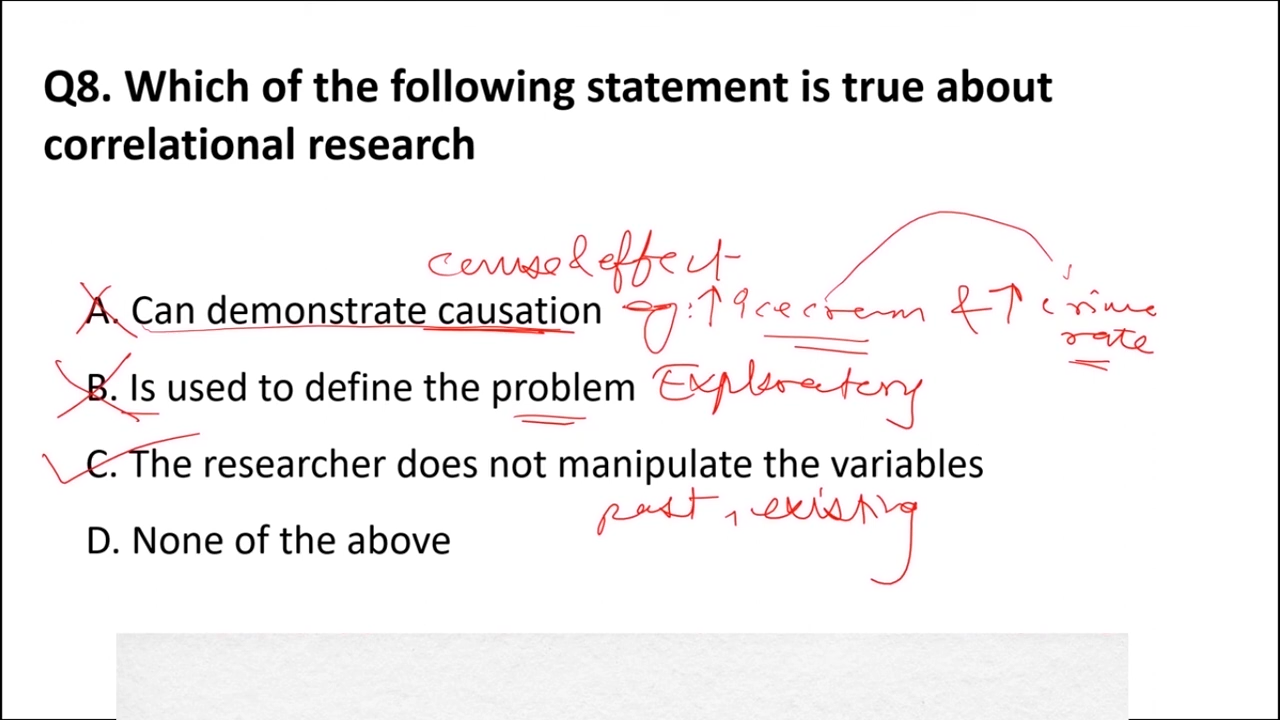 Q8. Which of the following statement is true about
correlational research
cause & effect
A. Can demonstrate causation eg: ↑ Icecream & ↑ crime
rate
B. Is used to define the problem Exploratory
C. The researcher does not manipulate the variables
past, existing
D. None of the above